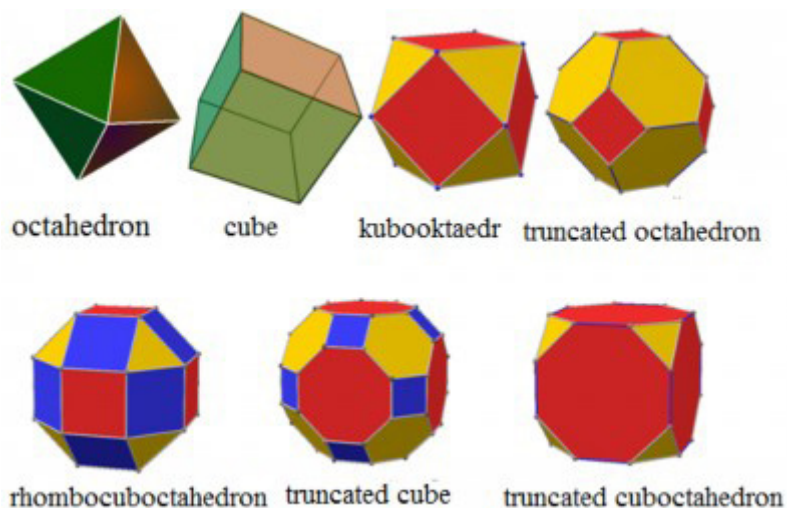 octahedron
cube
kubooktaedr
truncated octahedron
rhombocuboctahedron
truncated cube
truncated cuboctahedron